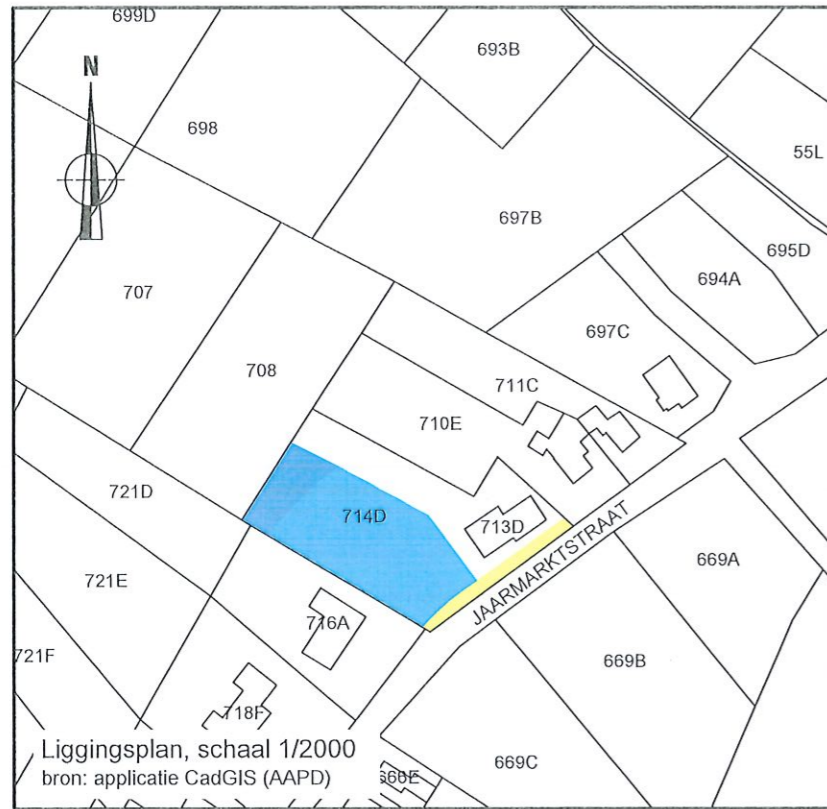 699D
693B
N
698
55L
697B
695D
694A
707
697C
708
711C
710E
721D
714D
713D
JAARMARKTSTRAAT
669A
721E
716A
721F
669B
718F
Liggingsplan, schaal 1/2000
bron: applicatie CadGIS (AAPD)
669C